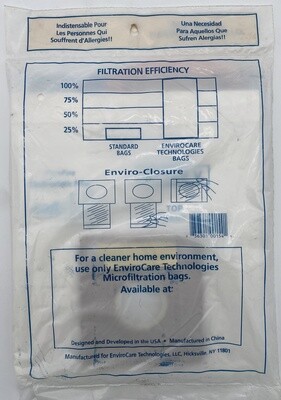 Indistensable Pour
Les Personnes Qui
Souffrent d'Allergies!!
Una Necesidad
Para Aquellos Que
Sufren Alergias!!
FILTRATION EFFICIENCY
100%
75%
50%
25%
STANDARD
BAGS
ENVIROCARE
TECHNOLOGIES
BAGS
Enviro-Closure
TOP
For a cleaner home environment,
use only EnviroCare Technologies
Microfiltration bags.
Available at:
Designed and Developed in the USA • Manufactured in China
Manufactured for EnviroCare Technologies, LLC, Hicksville, NY 11801